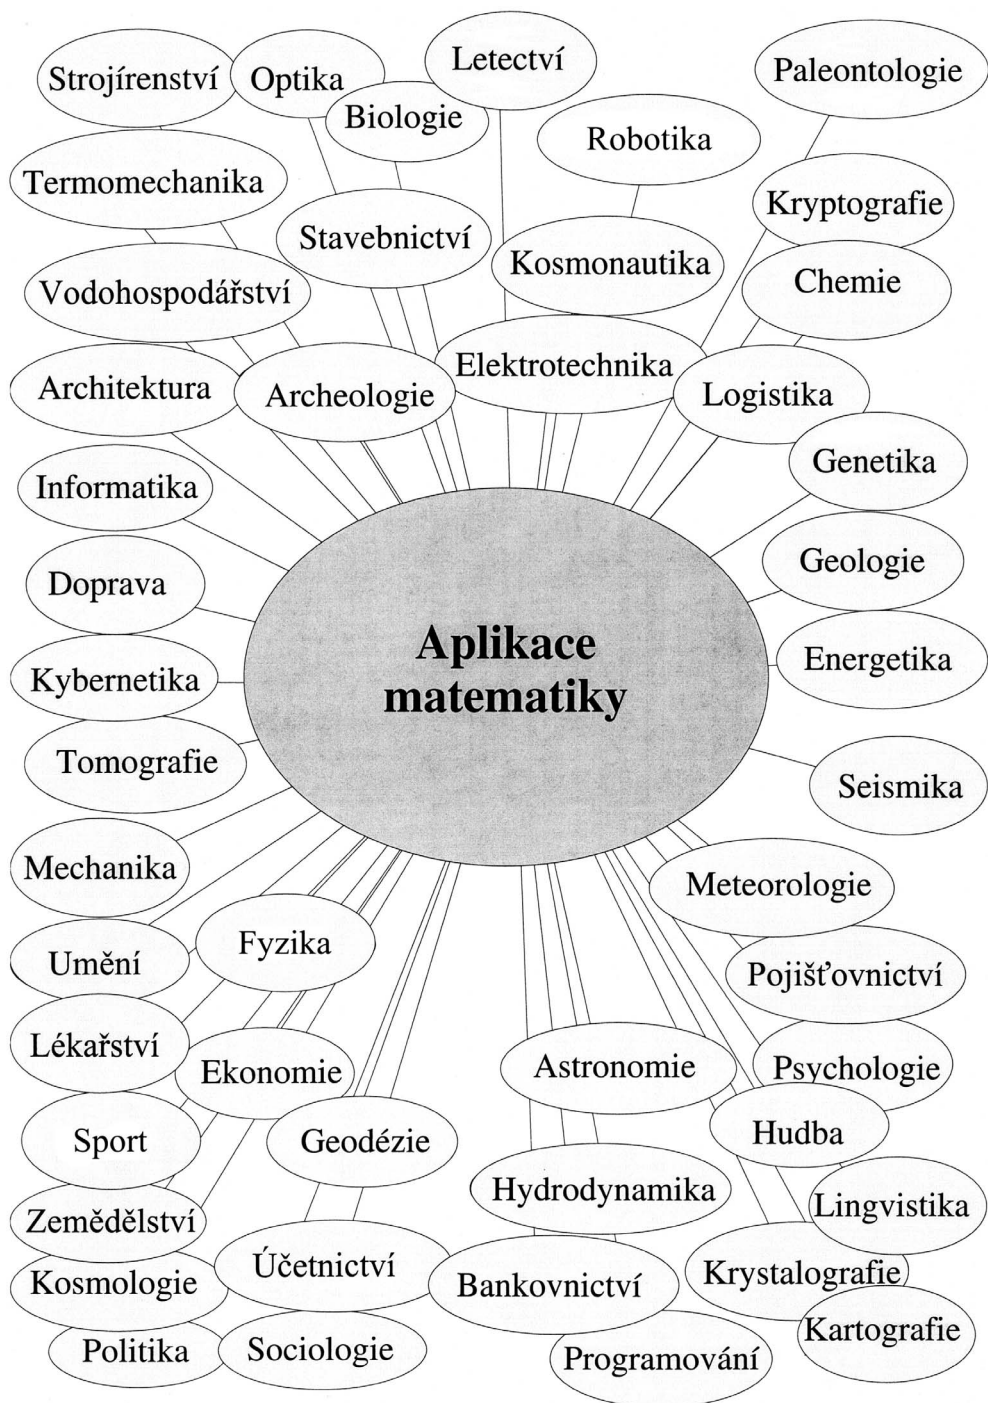 Strojírenství
Optika
Letectví
Paleontologie
Biologie
Robotika
Termomechanika
Kryptografie
Stavebnictví
Kosmonautika
Vodohospodářství
Chemie
Architektura
Archeologie
Elektrotechnika
Logistika
Informatika
Genetika
Doprava
Geologie
Aplikace
matematiky
Kybernetika
Energetika
Tomografie
Seismika
Mechanika
Meteorologie
Umění
Fyzika
Pojišťovnictví
Lékařství
Ekonomie
Astronomie
Psychologie
Sport
Geodézie
Hudba
Zemědělství
Hydrodynamika
Lingvistika
Kosmologie
Účetnictví
Bankovnictví
Krystalografie
Politika
Sociologie
Programování
Kartografie